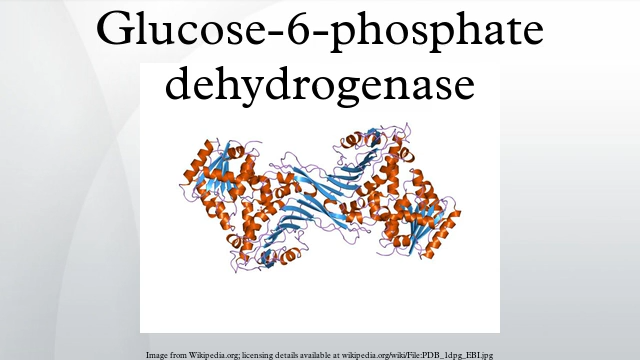 Glucose-6-phosphate
dehydrogenase
Image from Wikipedia.org; licensing details available at wikipedia.org/wiki/File:PDB_1dpg_EBI.jpg